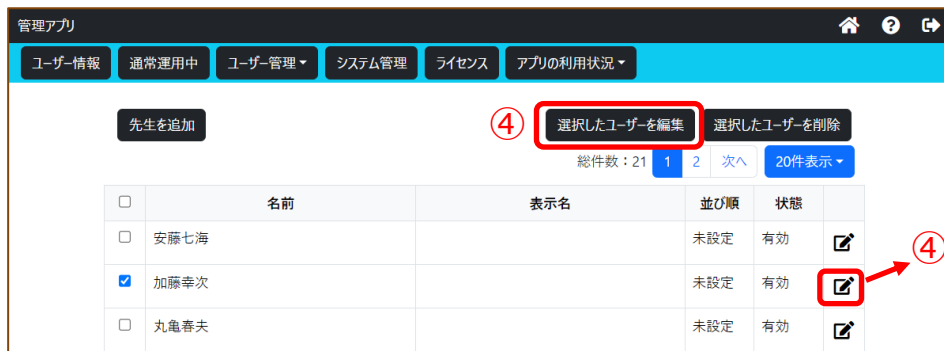 管理アプリ
ユーザー情報 通常運用中 ユーザー管理 システム管理 ライセンス アプリの利用状況
先生を追加 ④ 選択したユーザーを編集 選択したユーザーを削除
総件数：21 1 2 次へ 20件表示
名前 表示名 並び順 状態
安藤七海 未設定 有効
④
加藤幸次 未設定 有効
丸亀春夫 未設定 有効